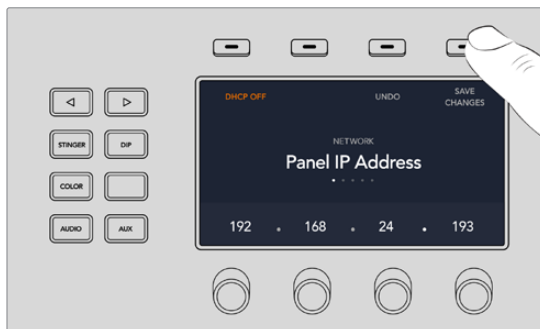 DHCP OFF
UNDO
SAVE
CHANGES
NETWORK
Panel IP Address
192 . 168 . 24 . 193
STINGER
DIP
COLOR
AUDIO
AUX